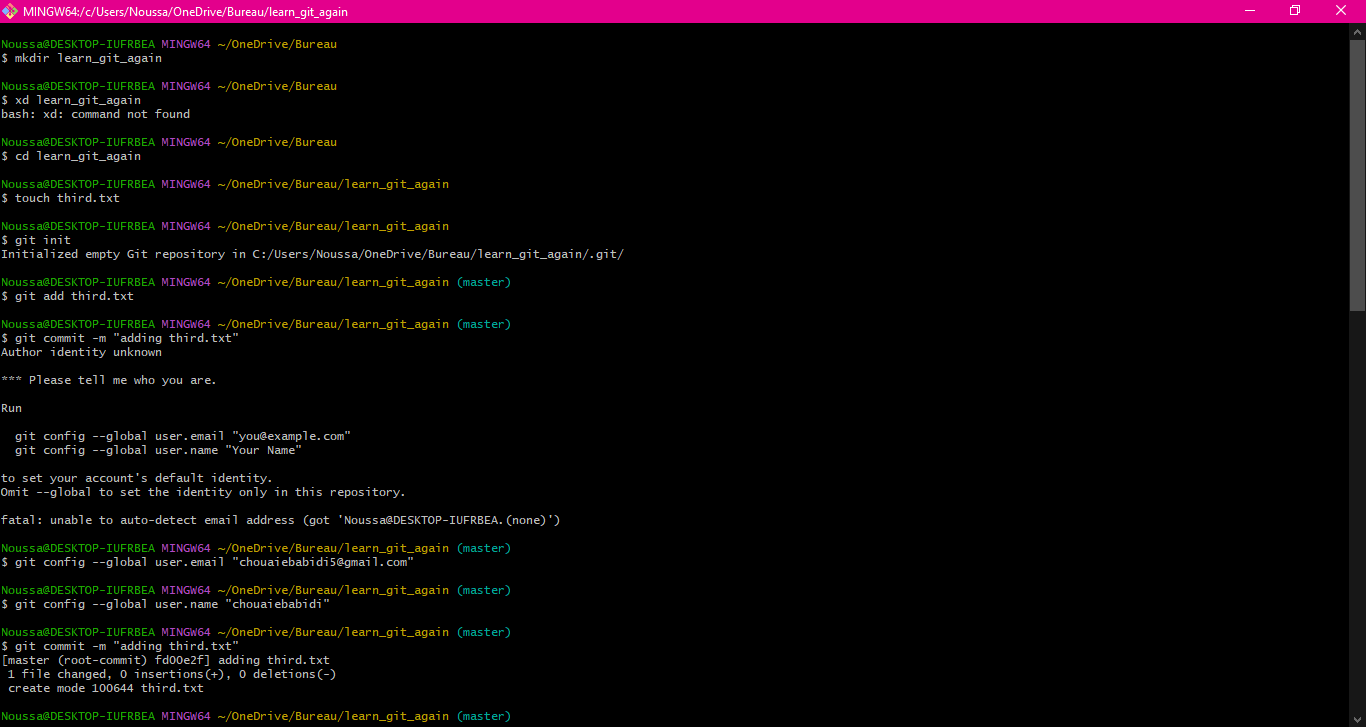 MINGW64:/c/Users/Noussa/OneDrive/Bureau/learn_git_again
Noussa@DESKTOP-IUFRBEA MINGW64 ~/OneDrive/Bureau
$ mkdir learn_git_again
Noussa@DESKTOP-IUFRBEA MINGW64 ~/OneDrive/Bureau
$ xd learn_git_again
bash: xd: command not found
Noussa@DESKTOP-IUFRBEA MINGW64 ~/OneDrive/Bureau
$ cd learn_git_again
Noussa@DESKTOP-IUFRBEA MINGW64 ~/OneDrive/Bureau/learn_git_again
$ touch third.txt
Noussa@DESKTOP-IUFRBEA MINGW64 ~/OneDrive/Bureau/learn_git_again
$ git init
Initialized empty Git repository in C:/Users/Noussa/OneDrive/Bureau/learn_git_again/.git/
Noussa@DESKTOP-IUFRBEA MINGW64 ~/OneDrive/Bureau/learn_git_again (master)
$ git add third.txt
Noussa@DESKTOP-IUFRBEA MINGW64 ~/OneDrive/Bureau/learn_git_again (master)
$ git commit -m "adding third.txt"
Author identity unknown
*** Please tell me who you are.
Run
git config --global user.email "you@example.com"
git config --global user.name "Your Name"
to set your account's default identity.
Omit --global to set the identity only in this repository.
fatal: unable to auto-detect email address (got 'Noussa@DESKTOP-IUFRBEA.(none)')
Noussa@DESKTOP-IUFRBEA MINGW64 ~/OneDrive/Bureau/learn_git_again (master)
$ git config --global user.email "chouaiebabidi5@gmail.com"
Noussa@DESKTOP-IUFRBEA MINGW64 ~/OneDrive/Bureau/learn_git_again (master)
$ git config --global user.name "chouaiebabidi"
Noussa@DESKTOP-IUFRBEA MINGW64 ~/OneDrive/Bureau/learn_git_again (master)
$ git commit -m "adding third.txt"
[master (root-commit) fd00e2f] adding third.txt
1 file changed, 0 insertions(+), 0 deletions(-)
create mode 100644 third.txt
Noussa@DESKTOP-IUFRBEA MINGW64 ~/OneDrive/Bureau/learn_git_again (master)